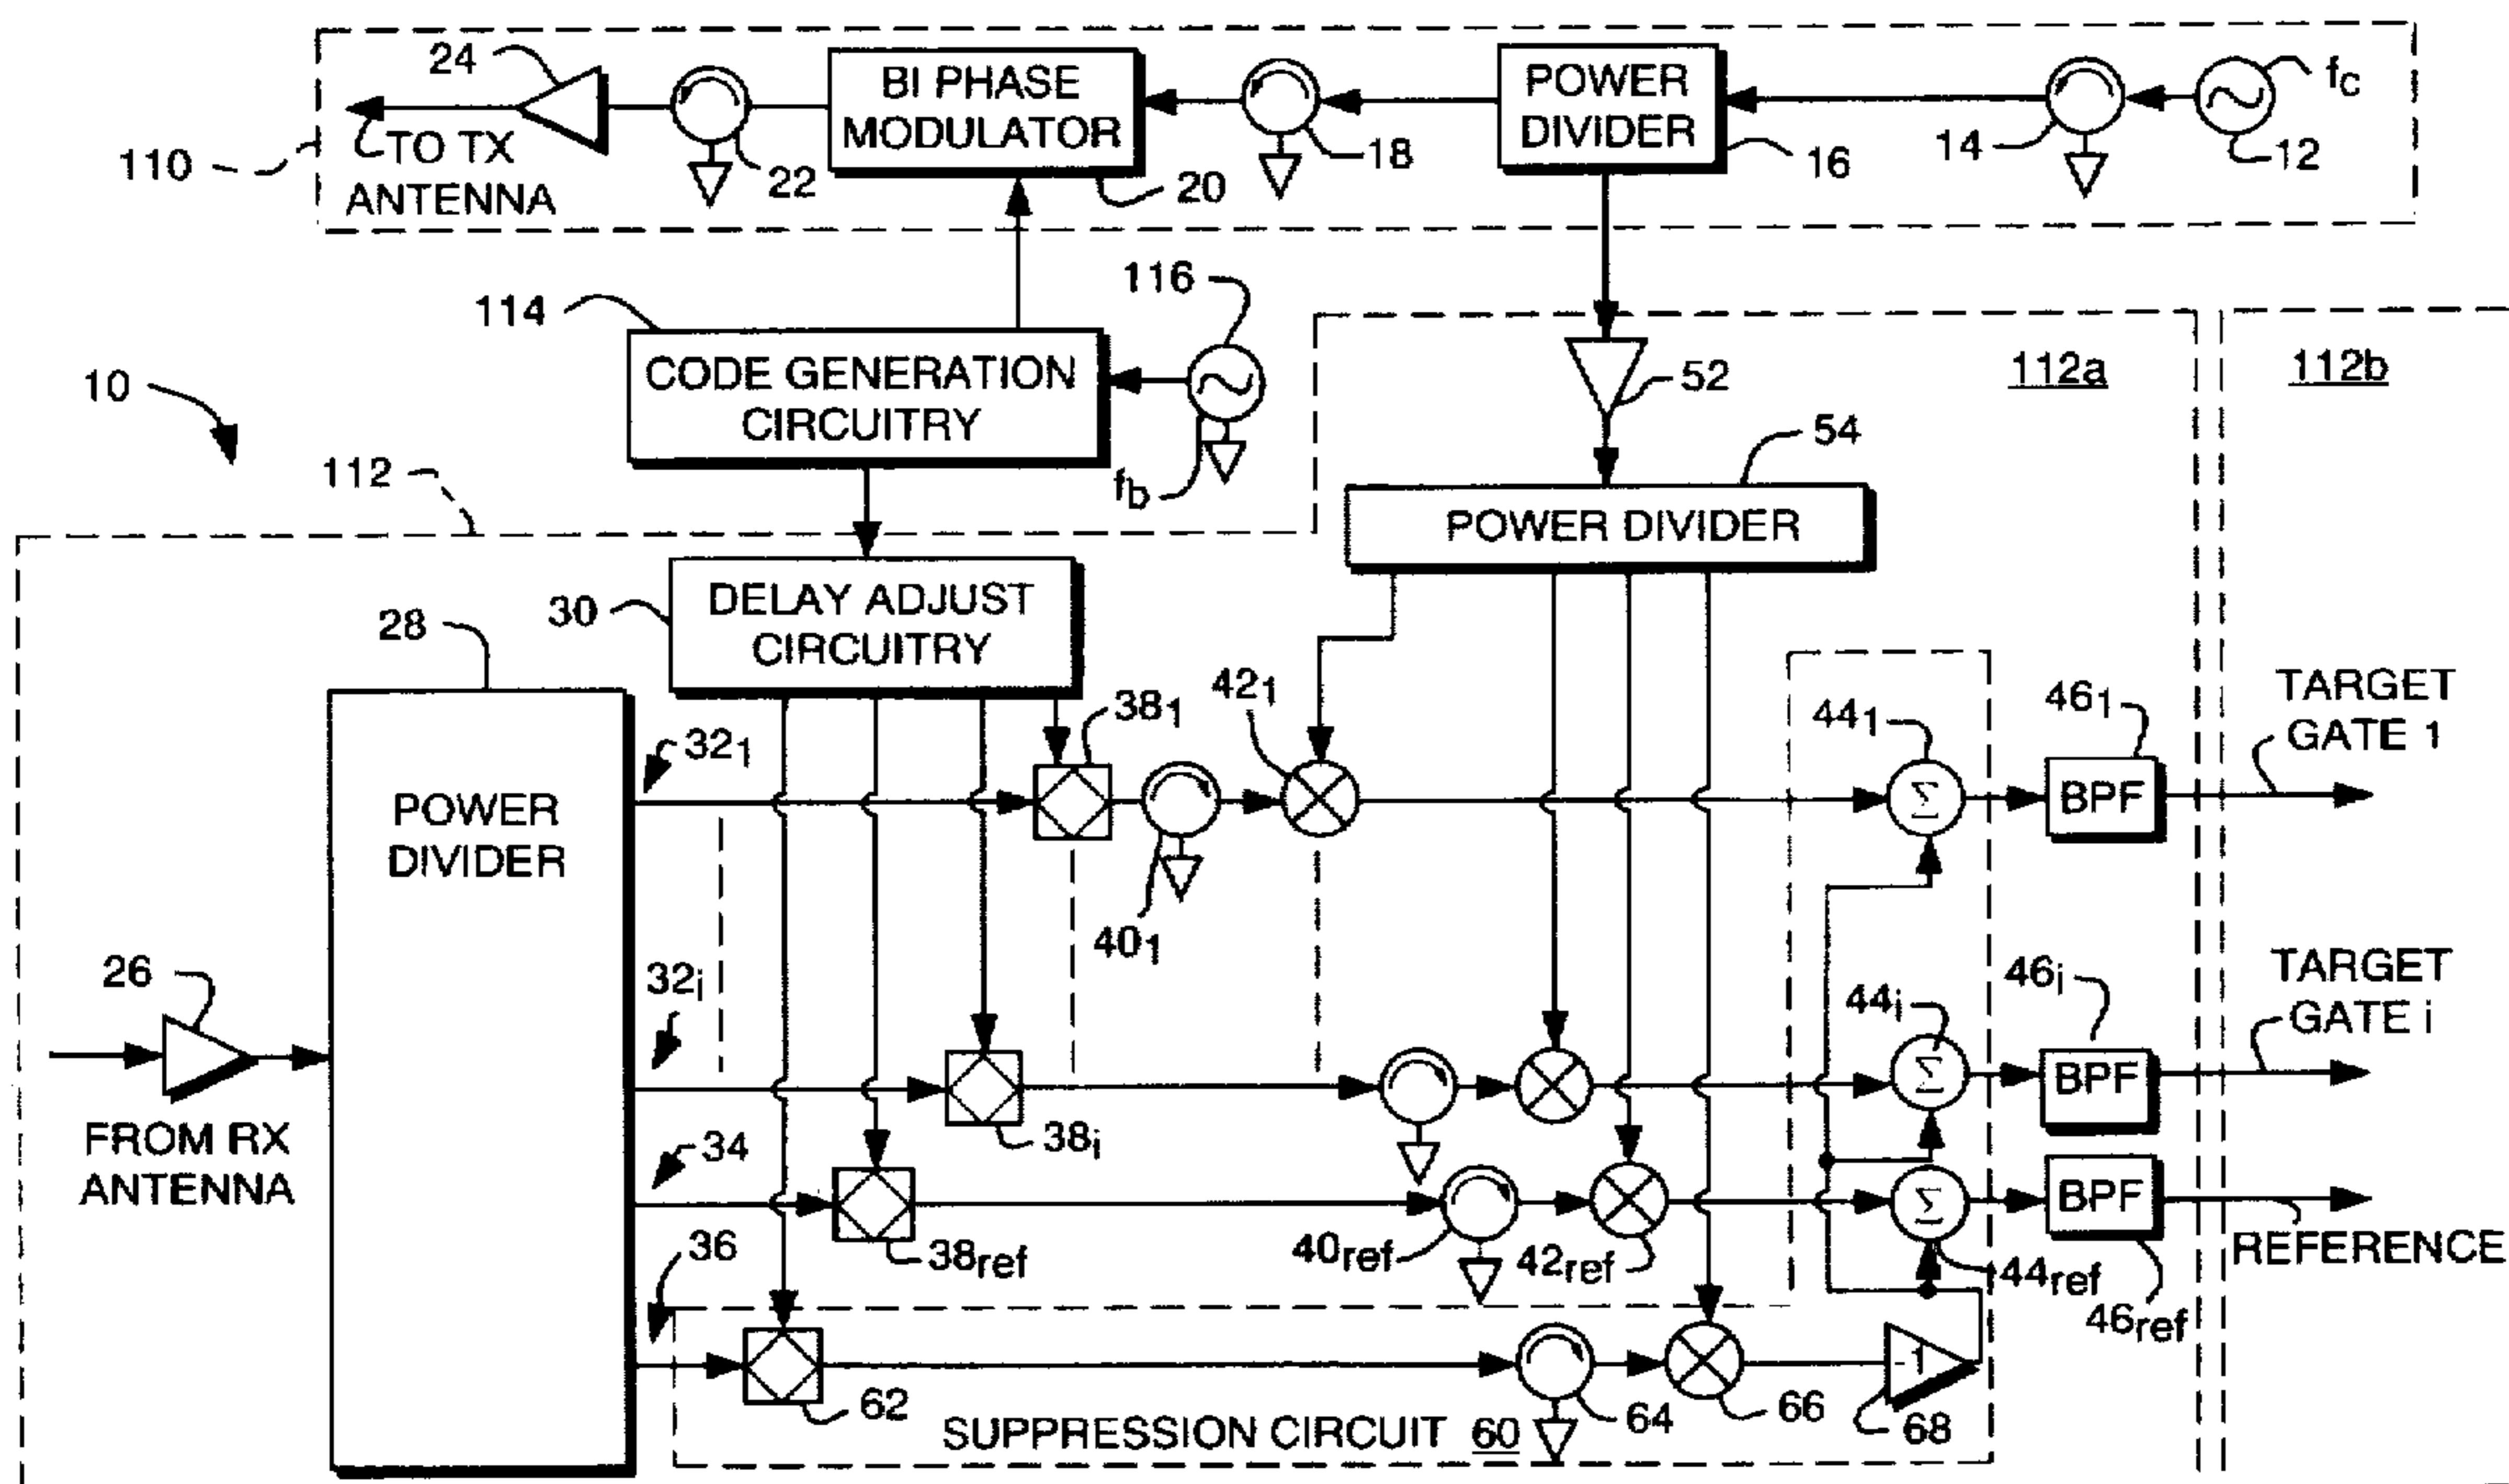 24
BI PHASE
MODULATOR
POWER
DIVIDER
fc
110
TO TX
ANTENNA
22
20
18
16
14
12
114
116
CODE GENERATION
CIRCUITRY
fb
52
112a
112b
10
112
54
POWER DIVIDER
30
DELAY ADJUST
CIRCUITRY
28
POWER
DIVIDER
32₁
38₁
42₁
44₁
46₁
TARGET
GATE 1
Σ
BPF
40₁
26
32i
44i
46i
TARGET
GATE i
Σ
BPF
FROM RX
ANTENNA
34
38i
Σ
BPF
36
38ref
40ref
42ref
44ref
46ref
REFERENCE
-1
62
64
66
68
SUPPRESSION CIRCUIT 60